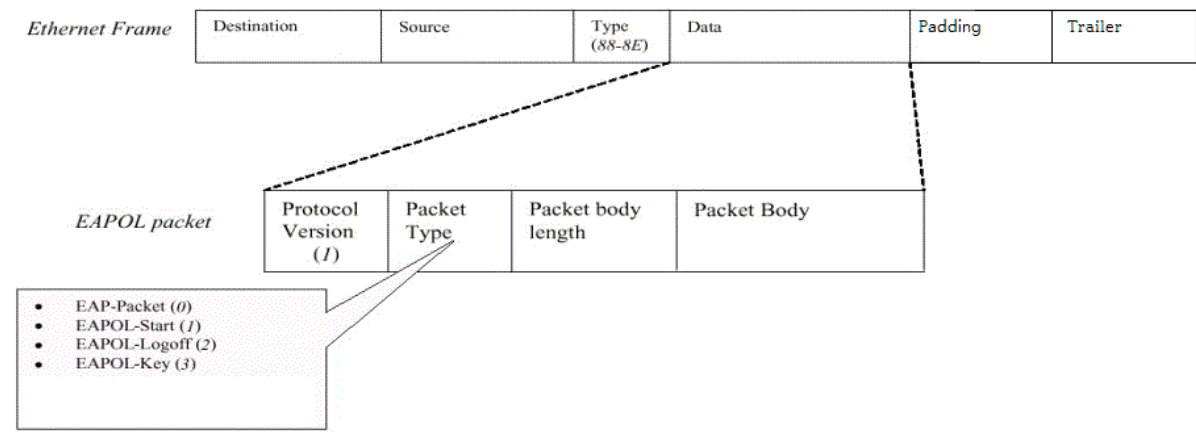 Ethernet Frame
Destination
Source
Type
(88-8E)
Data
Padding
Trailer
EAPOL packet
Protocol
Version
(1)
Packet
Type
Packet body
length
Packet Body
• EAP-Packet (0)
• EAPOL-Start (1)
• EAPOL-Logoff (2)
• EAPOL-Key (3)